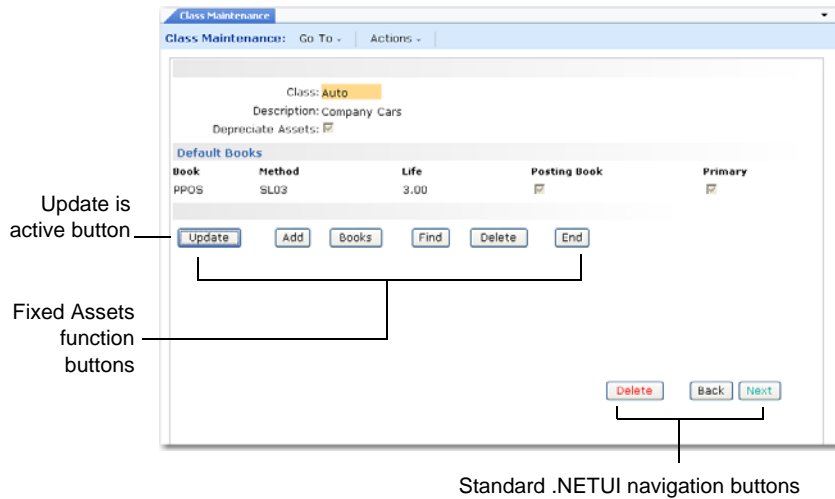 Class Maintenance
Class Maintenance: Go To Actions
Class: Auto
Description: Company Cars
Depreciate Assets:
Default Books
Book Method Life Posting Book Primary
PPOS SL03 3.00
Update is
active button
Update Add Books Find Delete End
Fixed Assets
function
buttons
Delete Back Next
Standard .NETUI navigation buttons